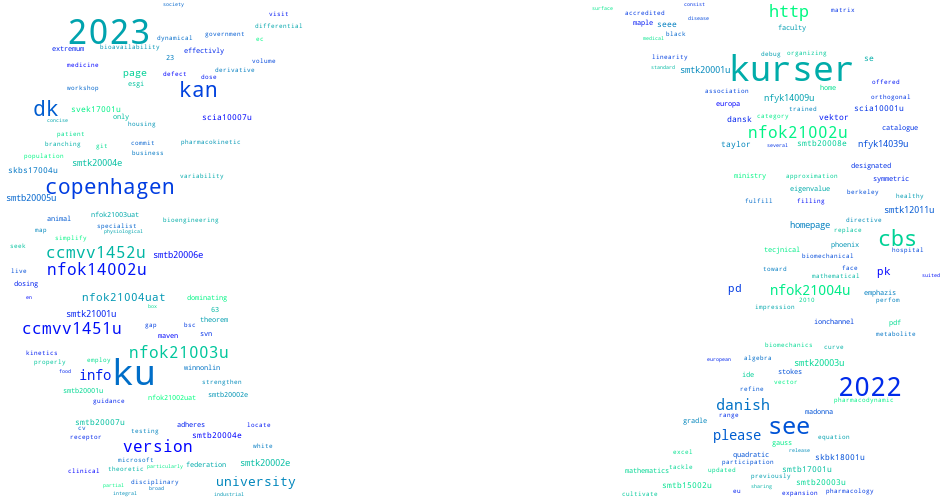 society
2023
dynamical
government
differential
visit
ec
extremum
bioavailability
effectivly
23
medicine
volume
page
defect
dose
derivative
workshop
esgi
kan
dk
svek17001u
only
scia10007u
concise
housing
patient
branching
git
commit
pharmacokinetic
business
population
smtk20004e
skbs17004u
variability
copenhagen
smtb20005u
animal
nfok21003uat
bioengineering
specialist
map
physiological
simplify
seek
ccmvv1452u
smtb20006e
live
nfok14002u
dosing
en
nfok21004uat
dominating
box
smtk21001u
63
theorem
ccmvv1451u
gap
bsc
maven
svn
kinetics
nfok21003u
properly
employ
winnonlin
food
info
ku
strengthen
smtb20001u
smtb20002e
guidance
nfok21002uat
smtb20007u
adheres
locate
cv
testing
receptor
smtb20004e
version
white
microsoft
clinical
theoretic
particularly
federation
smtk20002e
partial
disciplinary
university
integral
broad
industrial
surface
consist
accredited
http
matrix
maple
seee
disease
faculty
black
medical
linearity
debug
organizing
se
standard
smtk20001u
kurser
home
offered
association
nfyk14009u
orthogonal
europa
trained
scia10001u
dansk
category
vektor
nfok21002u
catalogue
taylor
several
smtb20008e
nfyk14039u
designated
ministry
approximation
symmetric
eigenvalue
berkeley
healthy
fulfill
filling
smtk12011u
homepage
directive
replace
cbs
phoenix
tecjnical
hospital
biomechanical
toward
face
pk
suited
mathematical
pd
nfok21004u
emphazis
2010
perfom
impression
ionchannel
pdf
metabolite
biomechanics
curve
european
algebra
smtk20003u
stokes
ide
vector
2022
refine
pharmacodynamic
danish
madonna
range
gradle
see
please
gauss
equation
excel
quadratic
release
skbk18001u
participation
mathematics
tackle
updated
smtb17001u
previously
smtk15002u
smtb20003u
sharing
cultivate
eu
expansion
pharmacology